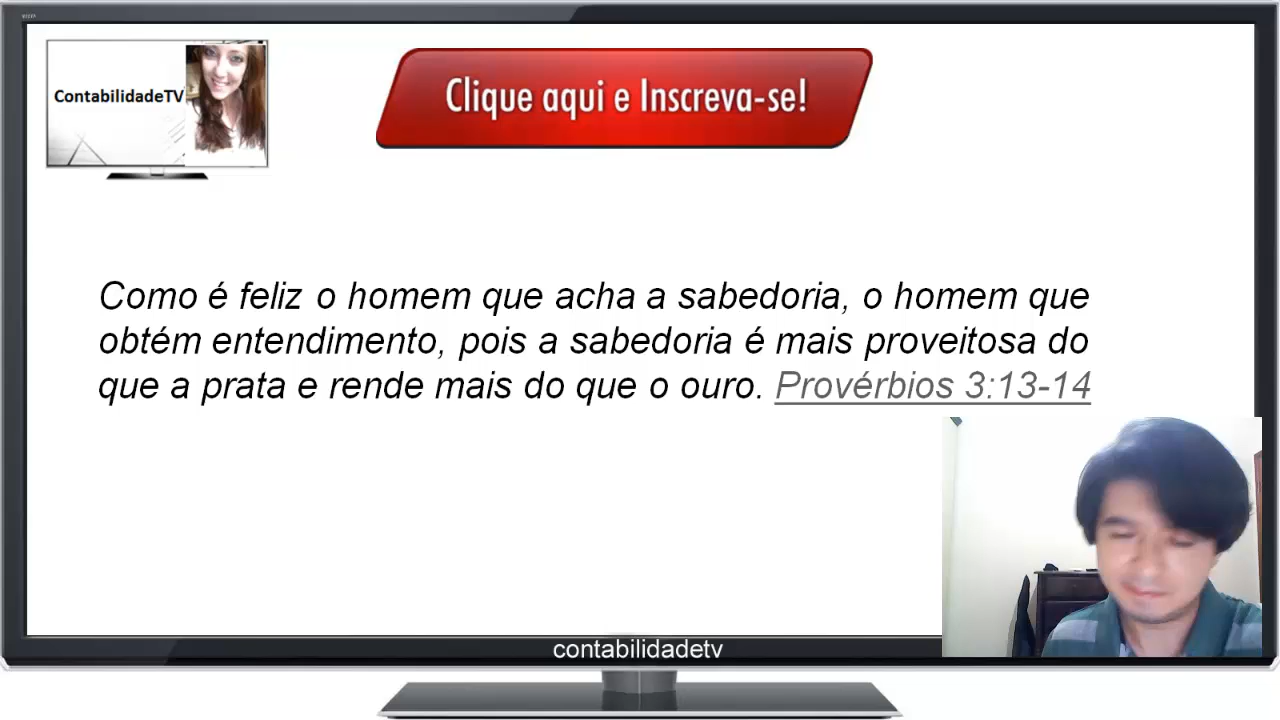 ContabilidadeTV
Clique aqui e Inscreva-se!
Como é feliz o homem que acha a sabedoria, o homem que
obtém entendimento, pois a sabedoria é mais proveitosa do
que a prata e rende mais do que o ouro. Provérbios 3:13-14
contabilidadetv